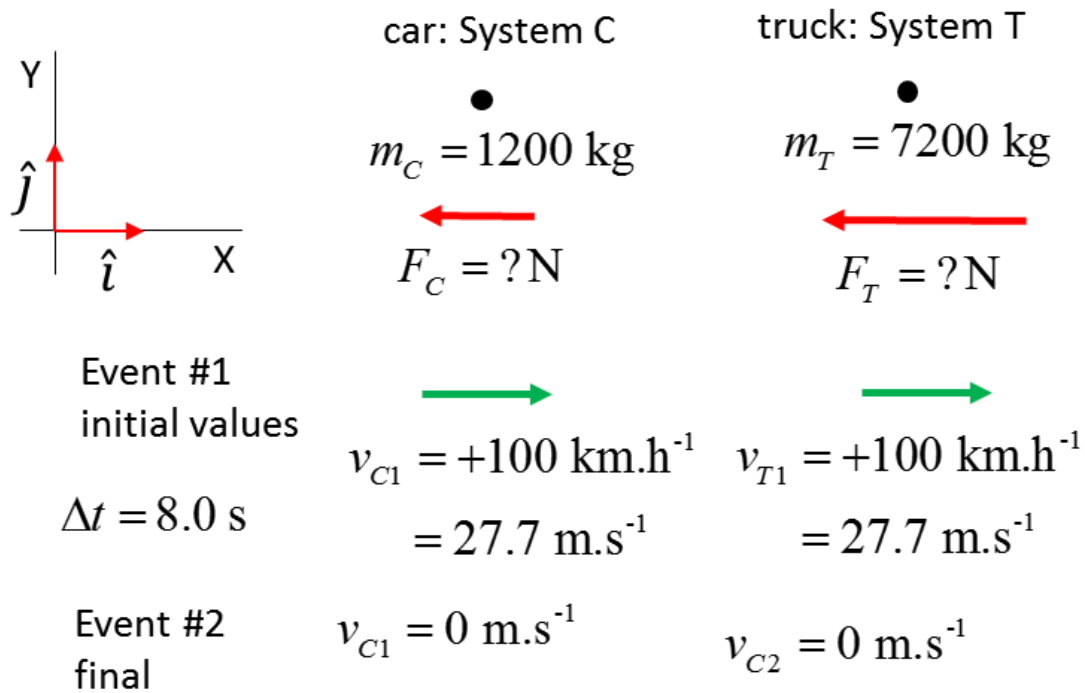 car: System C
truck: System T
Y
ĵ
î
X
m_C = 1200 kg
m_T = 7200 kg
F_C = ? N
F_T = ? N
Event #1
initial values
v_C1 = +100 km.h⁻¹
v_T1 = +100 km.h⁻¹
Δt = 8.0 s
= 27.7 m.s⁻¹
= 27.7 m.s⁻¹
Event #2
final
v_C1 = 0 m.s⁻¹
v_C2 = 0 m.s⁻¹